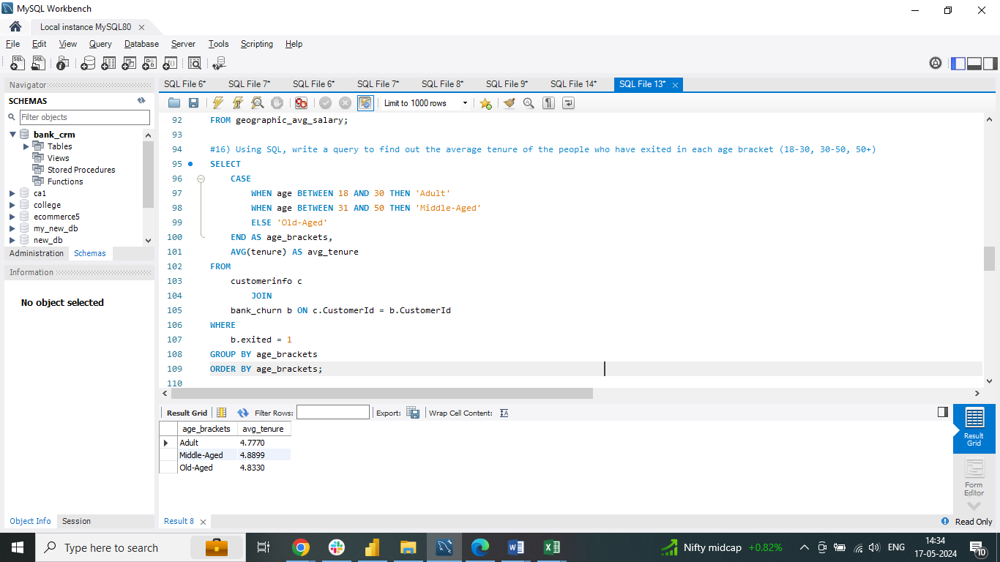 MySQL Workbench
Local instance MySQL80
File Edit View Query Database Server Tools Scripting Help
Navigator
SCHEMAS
Filter objects
bank_crm
Tables
Views
Stored Procedures
Functions
ca1
college
ecommerce5
my_new_db
new_db
Administration Schemas
Information
No object selected
Object Info Session
SQL File 6* SQL File 7* SQL File 6* SQL File 7* SQL File 8* SQL File 9* SQL File 14* SQL File 13*
Limit to 1000 rows
92 FROM geographic_avg_salary;
93
94 #16) Using SQL, write a query to find out the average tenure of the people who have exited in each age bracket (18-30, 30-50, 50+)
95 SELECT
96 CASE
97 WHEN age BETWEEN 18 AND 30 THEN 'Adult'
98 WHEN age BETWEEN 31 AND 50 THEN 'Middle-Aged'
99 ELSE 'Old-Aged'
100 END AS age_brackets,
101 AVG(tenure) AS avg_tenure
102 FROM
103 customerinfo c
104 JOIN
105 bank_churn b ON c.CustomerId = b.CustomerId
106 WHERE
107 b.exited = 1
108 GROUP BY age_brackets
109 ORDER BY age_brackets;
110
Result Grid Filter Rows: Export: Wrap Cell Content:
age_brackets avg_tenure
Adult 4.7770
Middle-Aged 4.8899
Old-Aged 4.8330
Result
Grid
Form
Editor
Result 8
Read Only
Type here to search
Nifty midcap +0.82%
ENG
14:34
17-05-2024
10